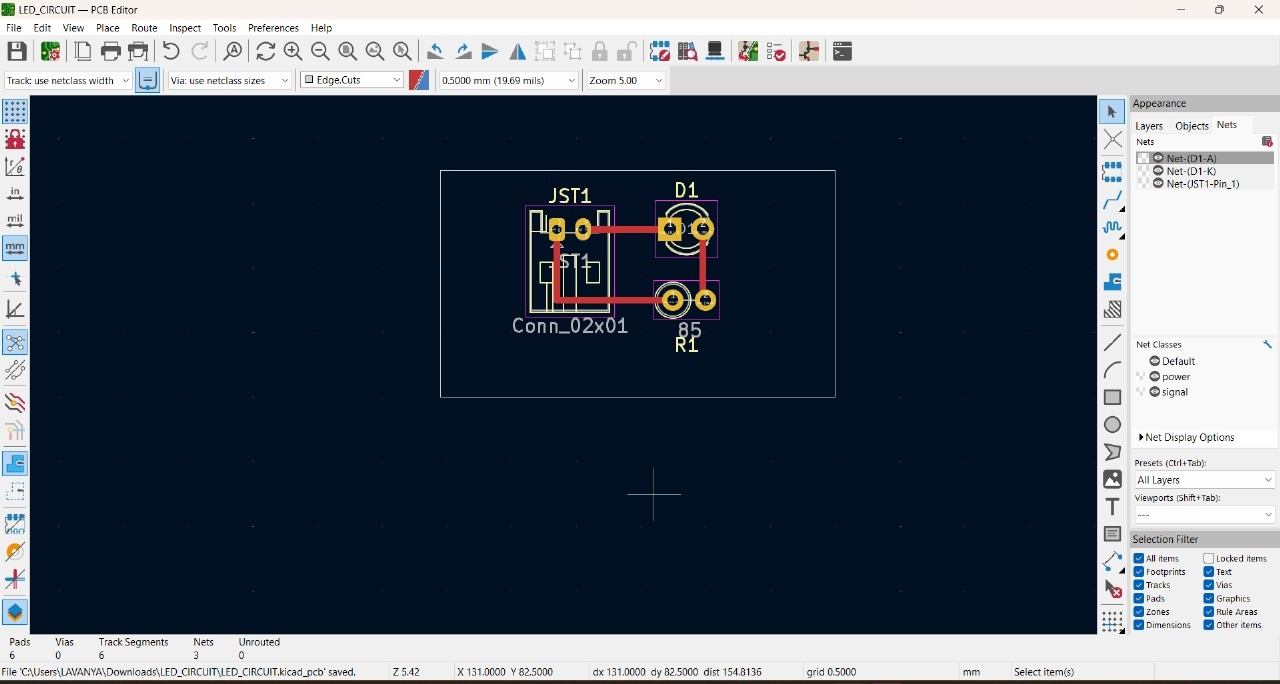 LED_CIRCUIT — PCB Editor
File Edit View Place Route Inspect Tools Preferences Help
Track: use netclass width Via: use netclass sizes Edge.Cuts 0.5000 mm (19.69 mils) Zoom 5.00
Appearance
Layers Objects Nets
Nets
Net-(D1-A)
Net-(D1-K)
Net-(JST1-Pin_1)
in
mil
mm
JST1
D1
Conn_02x01
85
R1
Net Classes
Default
power
signal
Net Display Options
Presets (Ctrl+Tab):
All Layers
Viewports (Shift+Tab):
---
Selection Filter
All items Locked items
Footprints Text
Tracks Vias
Pads Graphics
Zones Rule Areas
Dimensions Other items
Pads Vias Track Segments Nets Unrouted
6 0 6 3 0
File 'C:\Users\LAVANYA\Downloads\LED_CIRCUIT\LED_CIRCUIT.kicad_pcb' saved. Z 5.42 X 131.0000 Y 82.5000 dx 131.0000 dy 82.5000 dist 154.8136 grid 0.5000 mm Select item(s)